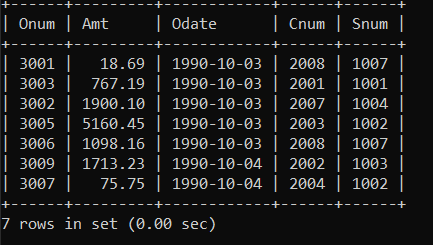 +------+---------+------------+------+------+
| Onum | Amt     | Odate      | Cnum | Snum |
+------+---------+------------+------+------+
| 3001 |   18.69 | 1990-10-03 | 2008 | 1007 |
| 3003 |  767.19 | 1990-10-03 | 2001 | 1001 |
| 3002 | 1900.10 | 1990-10-03 | 2007 | 1004 |
| 3005 | 5160.45 | 1990-10-03 | 2003 | 1002 |
| 3006 | 1098.16 | 1990-10-03 | 2008 | 1007 |
| 3009 | 1713.23 | 1990-10-04 | 2002 | 1003 |
| 3007 |   75.75 | 1990-10-04 | 2004 | 1002 |
+------+---------+------------+------+------+
7 rows in set (0.00 sec)